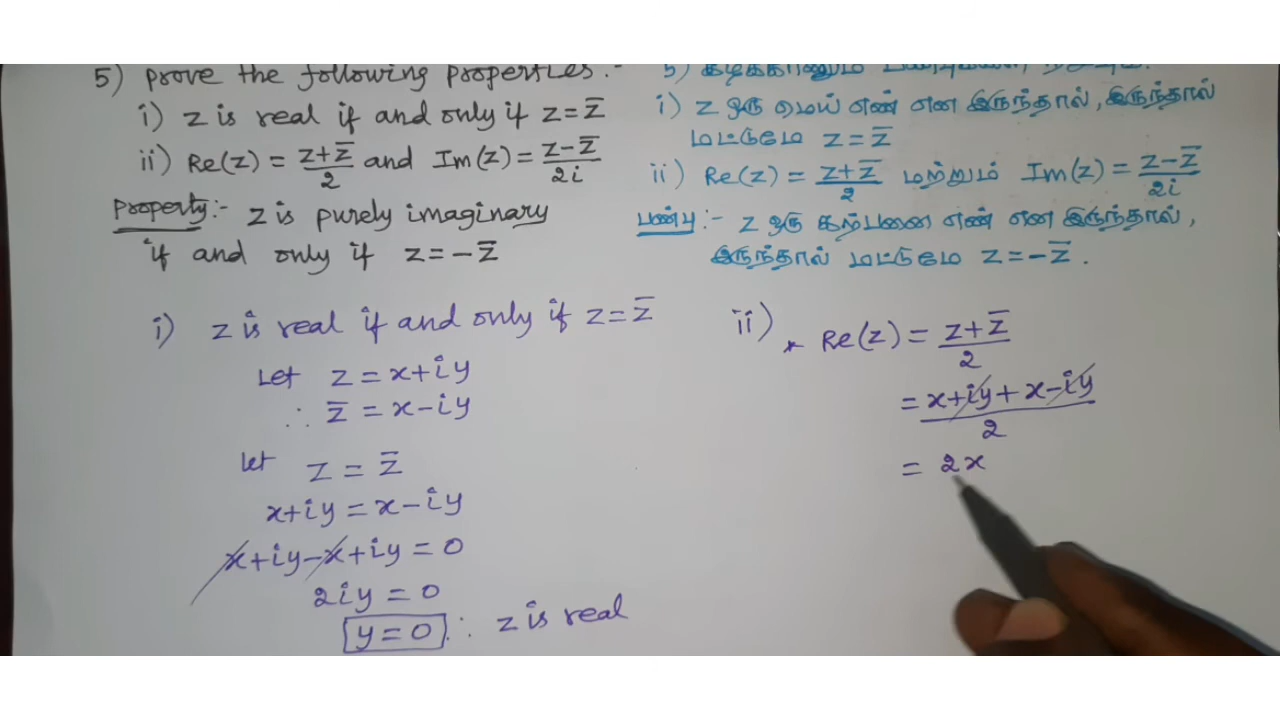 5) prove the following properties :-
i) z is real if and only if z = z̄
ii) Re(z) = (z+z̄)/2 and Im(z) = (z-z̄)/2i
Property:- z is purely imaginary
if and only if z = -z̄
5)
i) z ஒரு மெய் எண் என இருந்தால், இருந்தால்
மட்டுமே z = z̄
ii) Re(z) = (z+z̄)/2 மற்றும் Im(z) = (z-z̄)/2i
பண்பு :- z ஒரு கற்பனை எண் என இருந்தால்,
இருந்தால் மட்டுமே z = -z̄ .
i) z is real if and only if z = z̄
Let z = x+iy
∴ z̄ = x-iy
let z = z̄
x+iy = x-iy
x+iy-x+iy = 0
2iy = 0
y = 0 ∴ z is real
ii) * Re(z) = (z+z̄)/2
= (x+iy+x-iy)/2
= 2x